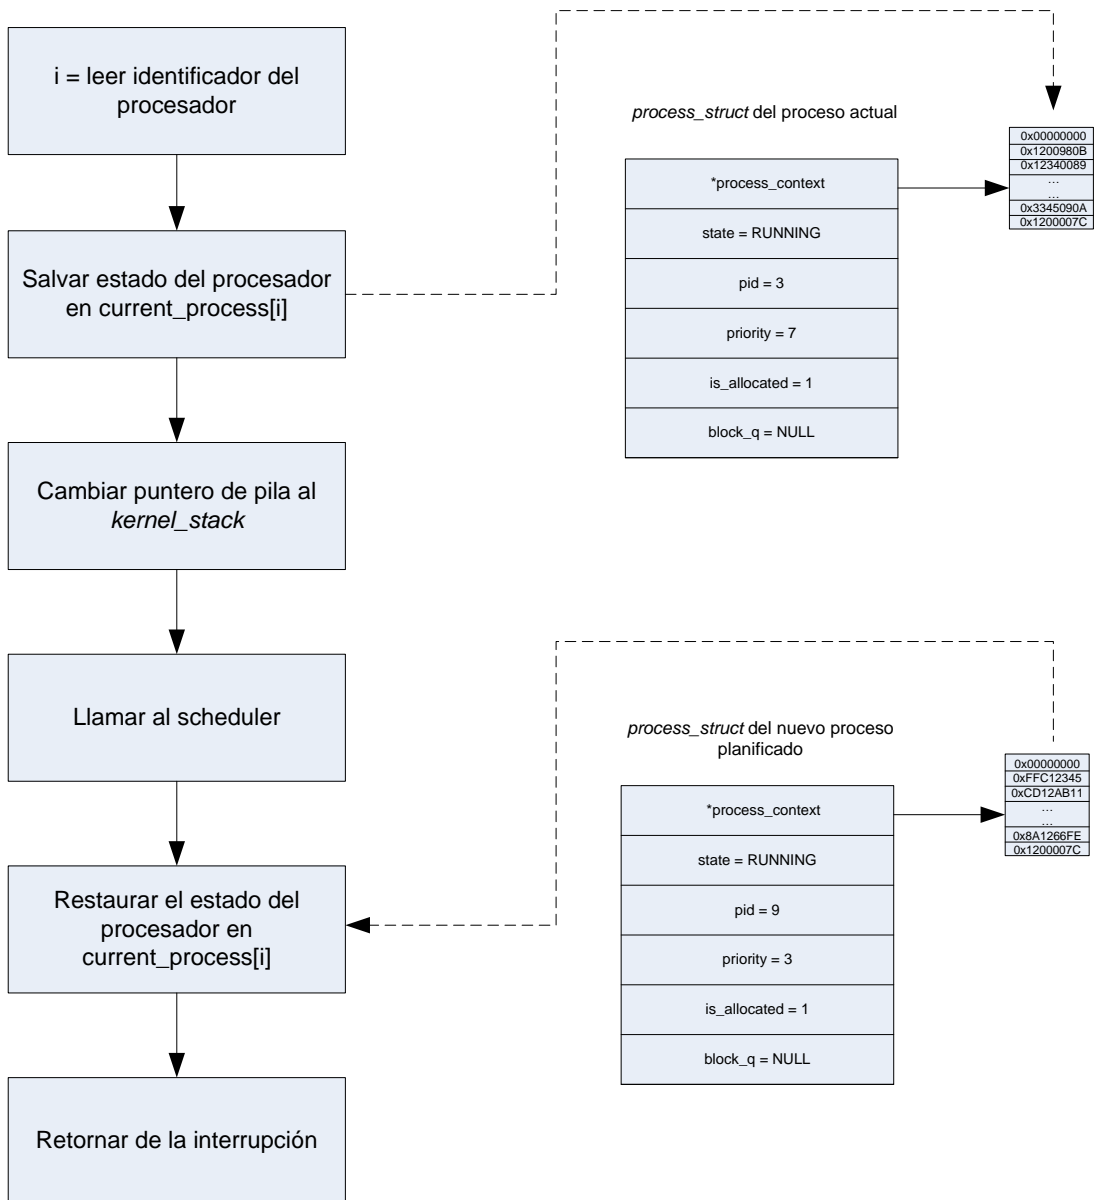 i = leer identificador del
procesador
Salvar estado del procesador
en current_process[i]
Cambiar puntero de pila al
kernel_stack
Llamar al scheduler
Restaurar el estado del
procesador en
current_process[i]
Retornar de la interrupción
process_struct del proceso actual
*process_context
state = RUNNING
pid = 3
priority = 7
is_allocated = 1
block_q = NULL
0x00000000
0x1200980B
0x12340089
...
...
0x3345090A
0x1200007C
process_struct del nuevo proceso
planificado
*process_context
state = RUNNING
pid = 9
priority = 3
is_allocated = 1
block_q = NULL
0x00000000
0xFFC12345
0xCD12AB11
...
...
0x8A1266FE
0x1200007C